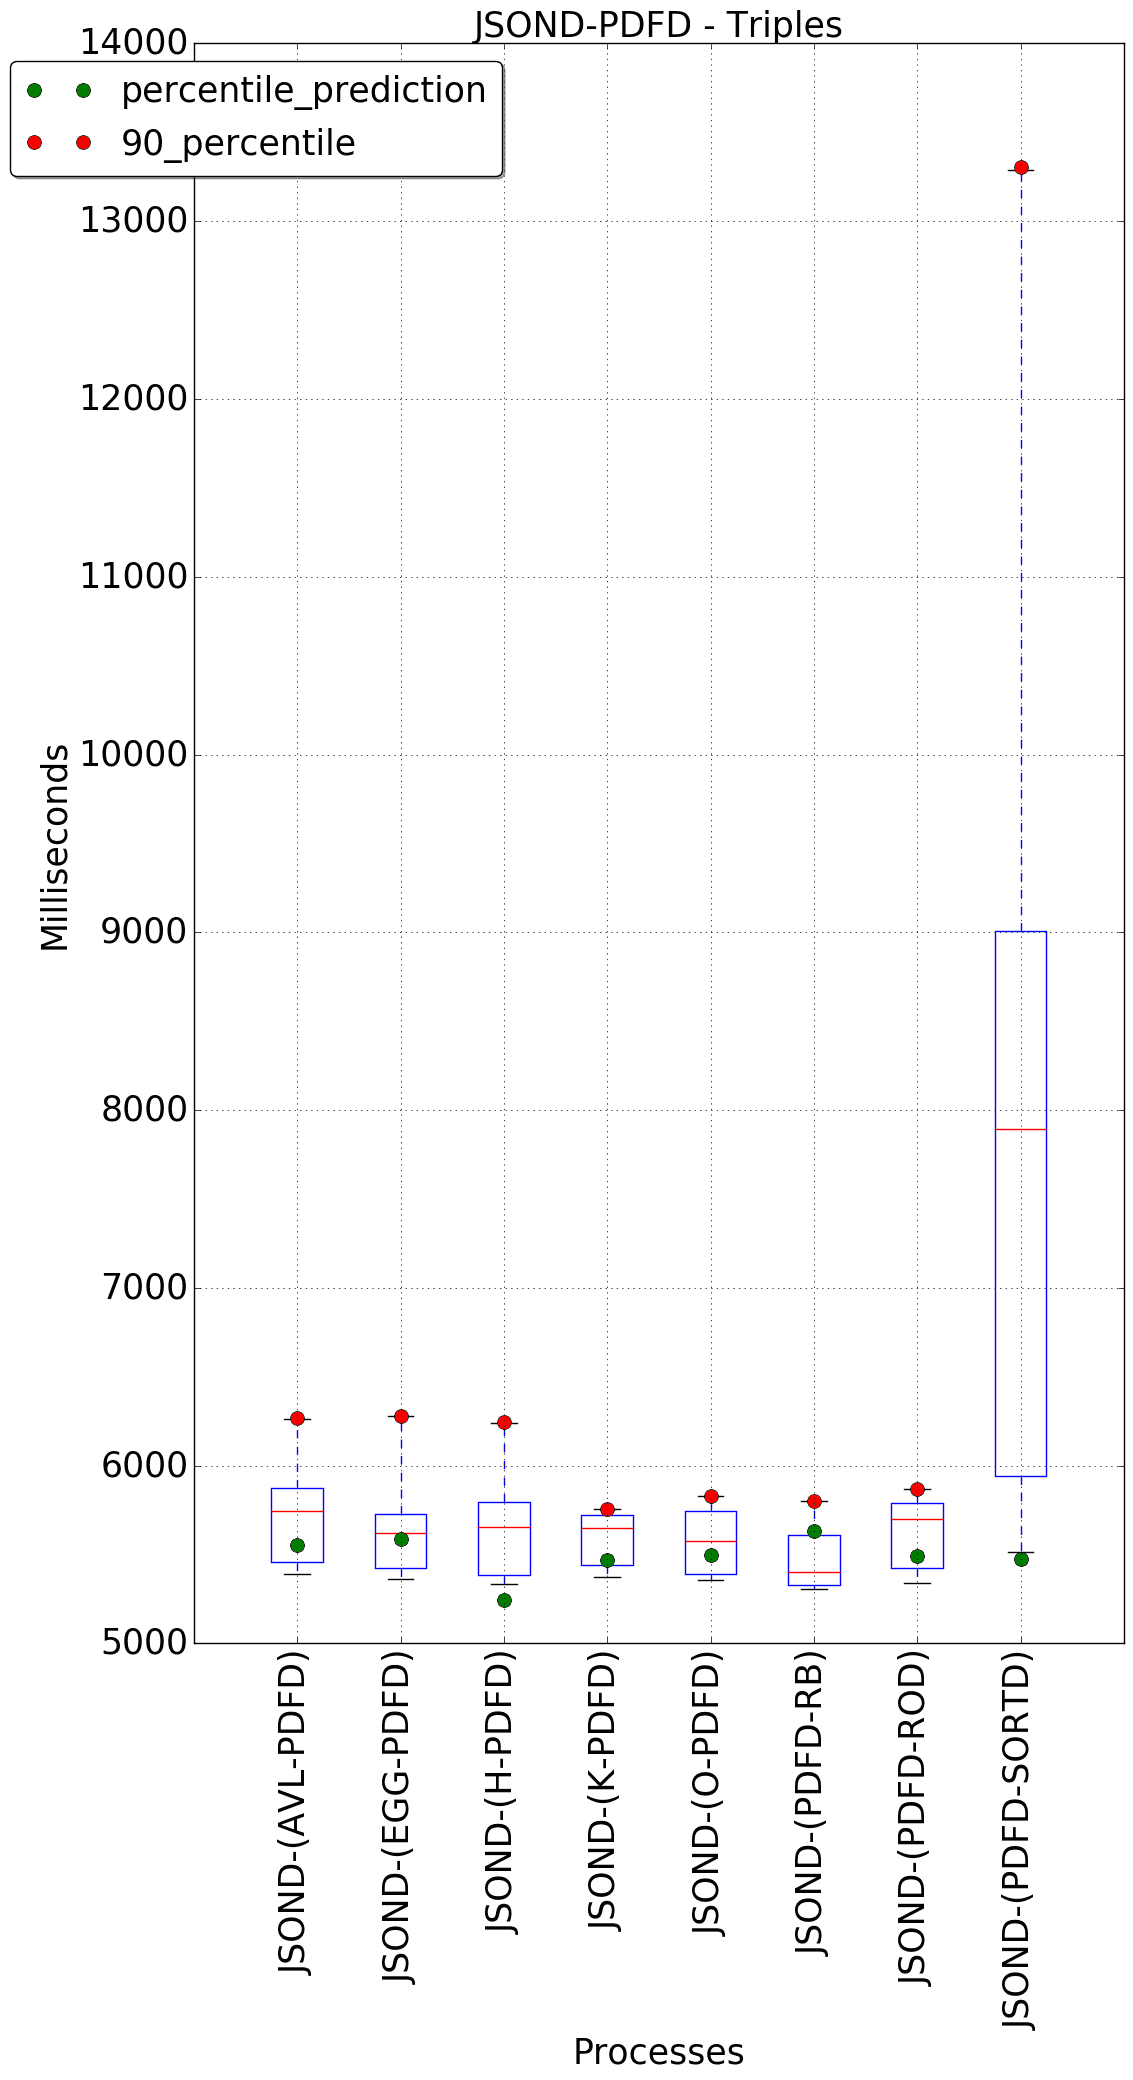 JSOND-PDFD - Triples
percentile_prediction
90_percentile
14000
13000
12000
11000
10000
9000
8000
7000
6000
5000
Milliseconds
JSOND-(AVL-PDFD)
JSOND-(EGG-PDFD)
JSOND-(H-PDFD)
JSOND-(K-PDFD)
JSOND-(O-PDFD)
JSOND-(PDFD-RB)
JSOND-(PDFD-ROD)
JSOND-(PDFD-SORTD)
Processes